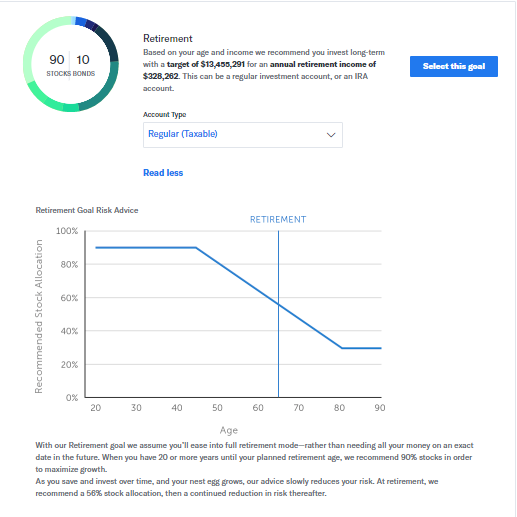 Retirement
90 10
STOCKS BONDS
Based on your age and income we recommend you invest long-term
with a target of $13,455,291 for an annual retirement income of
$328,262. This can be a regular investment account, or an IRA
account.
Select this goal
Account Type
Regular (Taxable)
Read less
Retirement Goal Risk Advice
RETIREMENT
Recommended Stock Allocation
100%
80%
60%
40%
20%
0%
20 30 40 50 60 70 80 90
Age
With our Retirement goal we assume you'll ease into full retirement mode—rather than needing all your money on an exact
date in the future. When you have 20 or more years until your planned retirement age, we recommend 90% stocks in order
to maximize growth.
As you save and invest over time, and your nest egg grows, our advice slowly reduces your risk. At retirement, we
recommend a 56% stock allocation, then a continued reduction in risk thereafter.